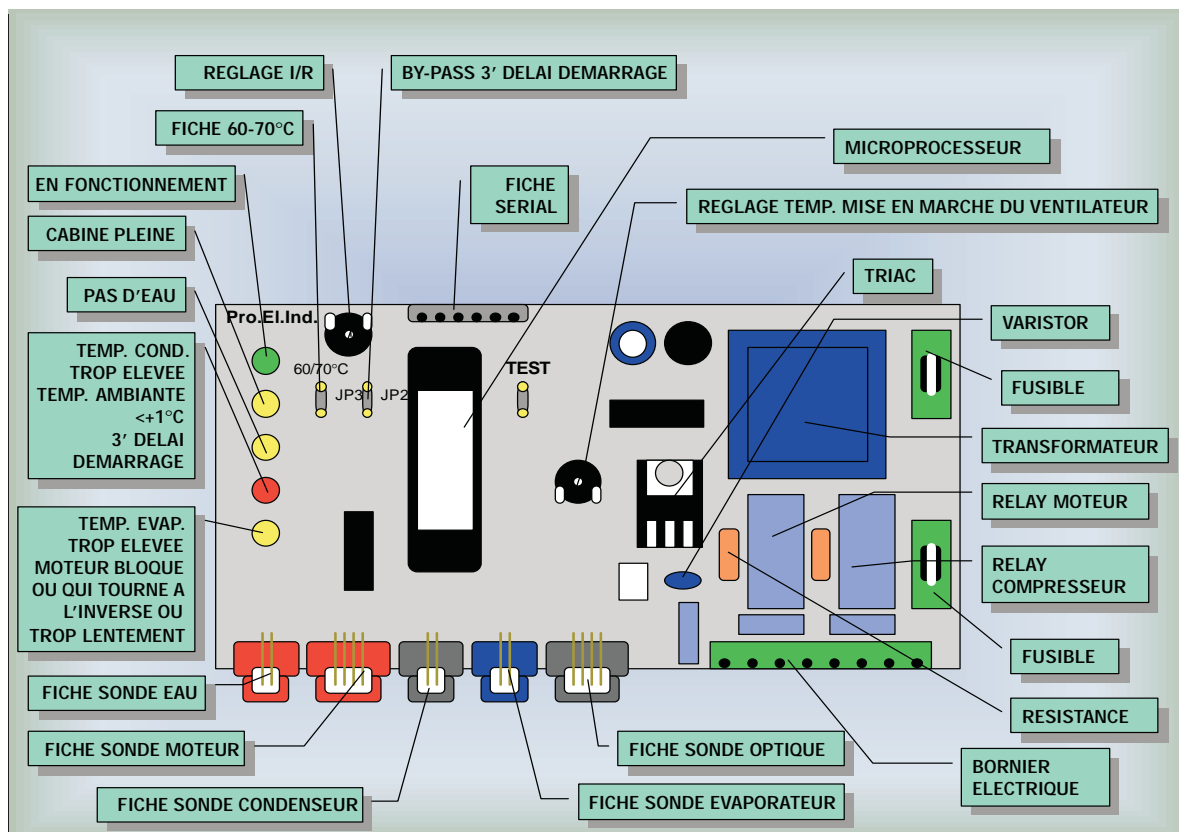 REGLAGE I/R
BY-PASS 3' DELAI DEMARRAGE
FICHE 60-70°C
MICROPROCESSEUR
EN FONCTIONNEMENT
FICHE
SERIAL
REGLAGE TEMP. MISE EN MARCHE DU VENTILATEUR
CABINE PLEINE
TRIAC
PAS D'EAU
VARISTOR
Pro.El.Ind.
TEMP. COND.
TROP ELEVEE
TEMP. AMBIANTE
<+1°C
3' DELAI
DEMARRAGE
60/70°C
TEST
JP3
JP2
FUSIBLE
TRANSFORMATEUR
RELAY MOTEUR
TEMP. EVAP.
TROP ELEVEE
MOTEUR BLOQUE
OU QUI TOURNE A
L'INVERSE OU
TROP LENTEMENT
RELAY
COMPRESSEUR
FUSIBLE
FICHE SONDE EAU
RESISTANCE
FICHE SONDE MOTEUR
FICHE SONDE OPTIQUE
BORNIER
ELECTRIQUE
FICHE SONDE CONDENSEUR
FICHE SONDE EVAPORATEUR